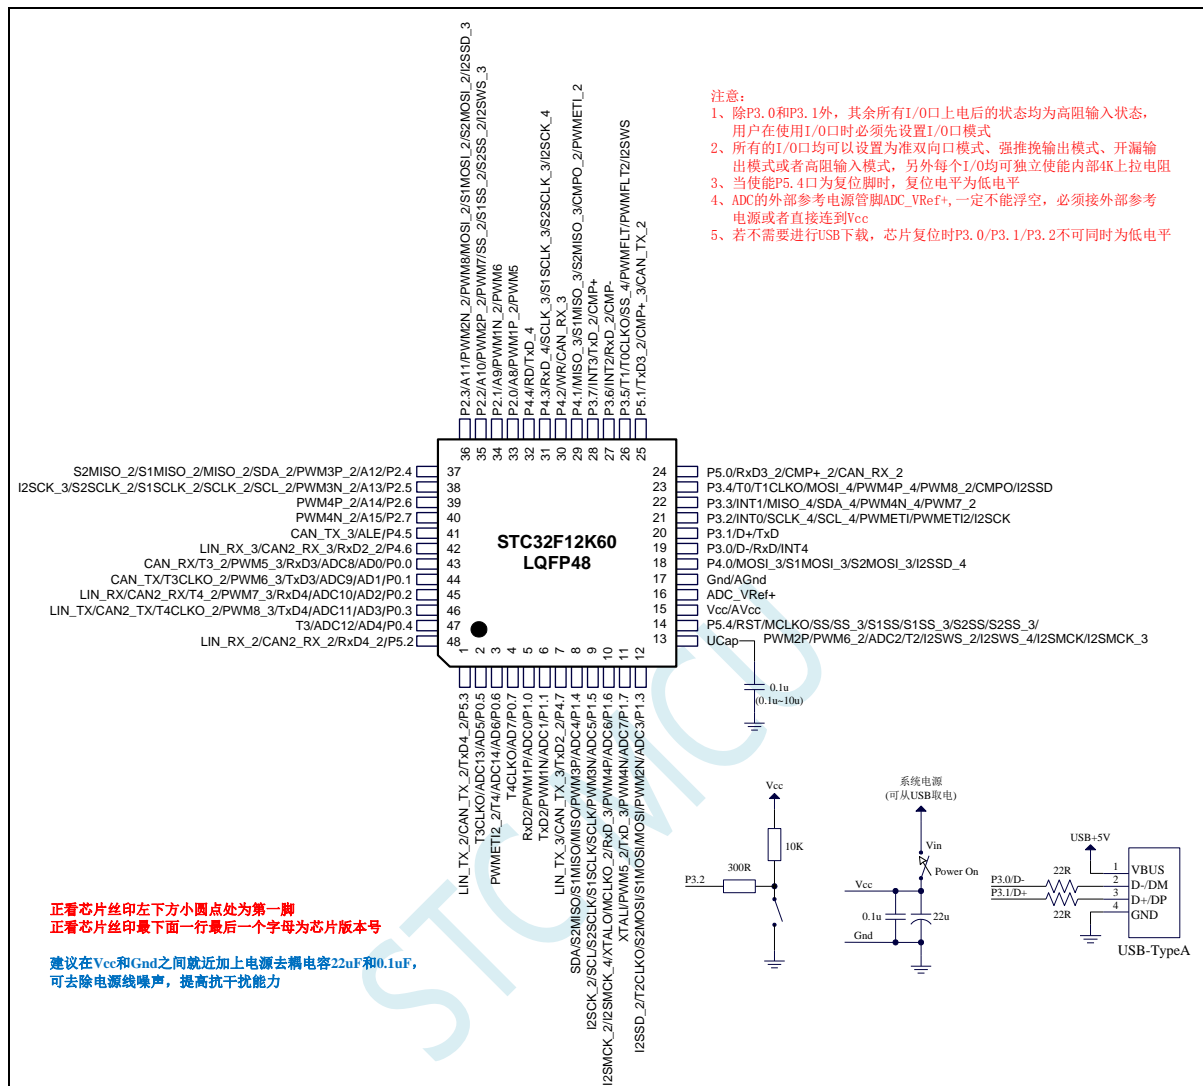 P2.3/A11/PWM2N_2/PWM8/MOSI_2/S1MOSI_2/S2MOSI_2/I2SSD_3
P2.2/A10/PWM2P_2/PWM7/SS_2/S1SS_2/S2SS_2/I2SWS_3
P2.1/A9/PWM1N_2/PWM6
P2.0/A8/PWM1P_2/PWM5
P4.4/RD/TxD_4
P4.3/RxD_4/SCLK_3/S1SCLK_3/S2SCLK_3/I2SCK_4
P4.2/WR/CAN_RX_3
P4.1/MISO_3/S1MISO_3/S2MISO_3/CMPO_2/PWMETI_2
P3.7/INT3/TxD_2/CMP+
P3.6/INT2/RxD_2/CMP-
P3.5/T1/T0CLKO/SS_4/PWMFLT/PWMFLT2/I2SWS
P5.1/TxD3_2/CMP+_3/CAN_TX_2
注意：
1、除P3.0和P3.1外，其余所有I/O口上电后的状态均为高阻输入状态，
用户在使用I/O口时必须先设置I/O口模式
2、所有的I/O口均可以设置为准双向口模式、强推挽输出模式、开漏输
出模式或者高阻输入模式，另外每个I/O均可独立使能内部4K上拉电阻
3、当使能P5.4口为复位脚时，复位电平为低电平
4、ADC的外部参考电源管脚ADC_VRef+,一定不能浮空，必须接外部参考
电源或者直接连到Vcc
5、若不需要进行USB下载，芯片复位时P3.0/P3.1/P3.2不可同时为低电平
36 35 34 33 32 31 30 29 28 27 26 25
S2MISO_2/S1MISO_2/MISO_2/SDA_2/PWM3P_2/A12/P2.4 37
I2SCK_3/S2SCLK_2/S1SCLK_2/SCLK_2/SCL_2/PWM3N_2/A13/P2.5 38
PWM4P_2/A14/P2.6 39
PWM4N_2/A15/P2.7 40
CAN_TX_3/ALE/P4.5 41
LIN_RX_3/CAN2_RX_3/RxD2_2/P4.6 42
CAN_RX/T3_2/PWM5_3/RxD3/ADC8/AD0/P0.0 43
CAN_TX/T3CLKO_2/PWM6_3/TxD3/ADC9/AD1/P0.1 44
LIN_RX/CAN2_RX/T4_2/PWM7_3/RxD4/ADC10/AD2/P0.2 45
LIN_TX/CAN2_TX/T4CLKO_2/PWM8_3/TxD4/ADC11/AD3/P0.3 46
T3/ADC12/AD4/P0.4 47
LIN_RX_2/CAN2_RX_2/RxD4_2/P5.2 48
STC32F12K60
LQFP48
24 P5.0/RxD3_2/CMP+_2/CAN_RX_2
23 P3.4/T0/T1CLKO/MOSI_4/PWM4P_4/PWM8_2/CMPO/I2SSD
22 P3.3/INT1/MISO_4/SDA_4/PWM4N_4/PWM7_2
21 P3.2/INT0/SCLK_4/SCL_4/PWMETI/PWMETI2/I2SCK
20 P3.1/D+/TxD
19 P3.0/D-/RxD/INT4
18 P4.0/MOSI_3/S1MOSI_3/S2MOSI_3/I2SSD_4
17 Gnd/AGnd
16 ADC_VRef+
15 Vcc/AVcc
14 P5.4/RST/MCLKO/SS/SS_3/S1SS/S1SS_3/S2SS/S2SS_3/
PWM2P/PWM6_2/ADC2/T2/I2SWS_2/I2SWS_4/I2SMCK/I2SMCK_3
13 UCap
0.1u
(0.1u~10u)
1 2 3 4 5 6 7 8 9 10 11 12
LIN_TX_2/CAN_TX_2/TxD4_2/P5.3
T3CLKO/ADC13/AD5/P0.5
PWMETI2_2/T4/ADC14/AD6/P0.6
T4CLKO/AD7/P0.7
RxD2/PWM1P/ADC0/P1.0
TxD2/PWM1N/ADC1/P1.1
LIN_TX_3/CAN_TX_3/TxD2_2/P4.7
SDA/S2MISO/S1MISO/MISO/PWM3P/ADC4/P1.4
I2SCK_2/SCL/S2SCLK/S1SCLK/SCLK/PWM3N/ADC5/P1.5
I2SMCK_2/I2SMCK_4/XTALO/MCLKO_2/RxD_3/PWM4P/ADC6/P1.6
XTALI/PWM5_2/TxD_3/PWM4N/ADC7/P1.7
I2SSD_2/T2CLKO/S2MOSI/S1MOSI/MOSI/PWM2N/ADC3/P1.3
Vcc
10K
300R
P3.2
系统电源
(可从USB取电)
Vin
Power On
Vcc
0.1u
22u
Gnd
USB+5V
P3.0/D-
P3.1/D+
22R
22R
1 VBUS
2 D-/DM
3 D+/DP
4 GND
USB-TypeA
正看芯片丝印左下方小圆点处为第一脚
正看芯片丝印最下面一行最后一个字母为芯片版本号
建议在Vcc和Gnd之间就近加上电源去耦电容22uF和0.1uF，
可去除电源线噪声，提高抗干扰能力
STCMCU